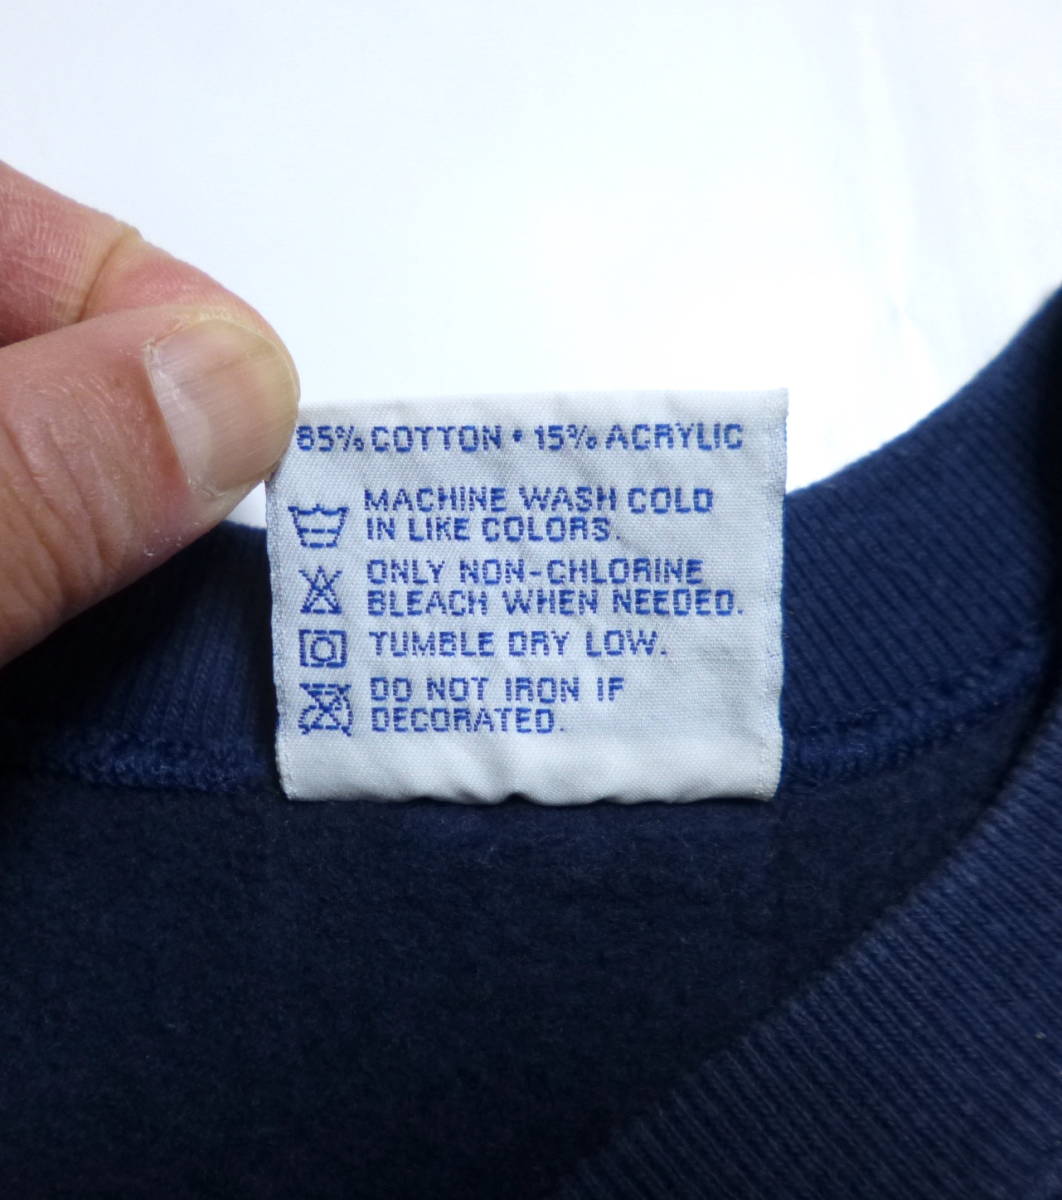 85% COTTON • 15% ACRYLIC
MACHINE WASH COLD
IN LIKE COLORS.
ONLY NON-CHLORINE
BLEACH WHEN NEEDED.
TUMBLE DRY LOW.
DO NOT IRON IF
DECORATED.